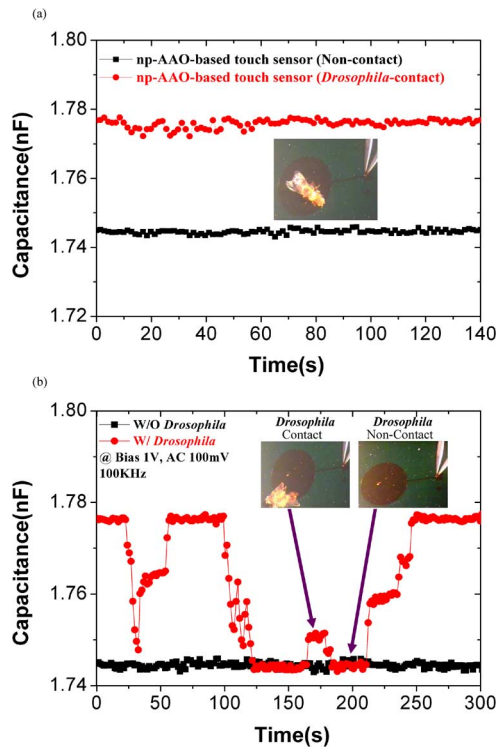 (a)
1.80
1.78
1.76
1.74
1.72
Capacitance(nF)
np-AAO-based touch sensor (Non-contact)
np-AAO-based touch sensor (Drosophila-contact)
0 20 40 60 80 100 120 140
Time(s)
(b)
1.80
1.78
1.76
1.74
Capacitance(nF)
W/O Drosophila
W/ Drosophila
@ Bias 1V, AC 100mV
100KHz
Drosophila
Contact
Drosophila
Non-Contact
0 50 100 150 200 250 300
Time(s)